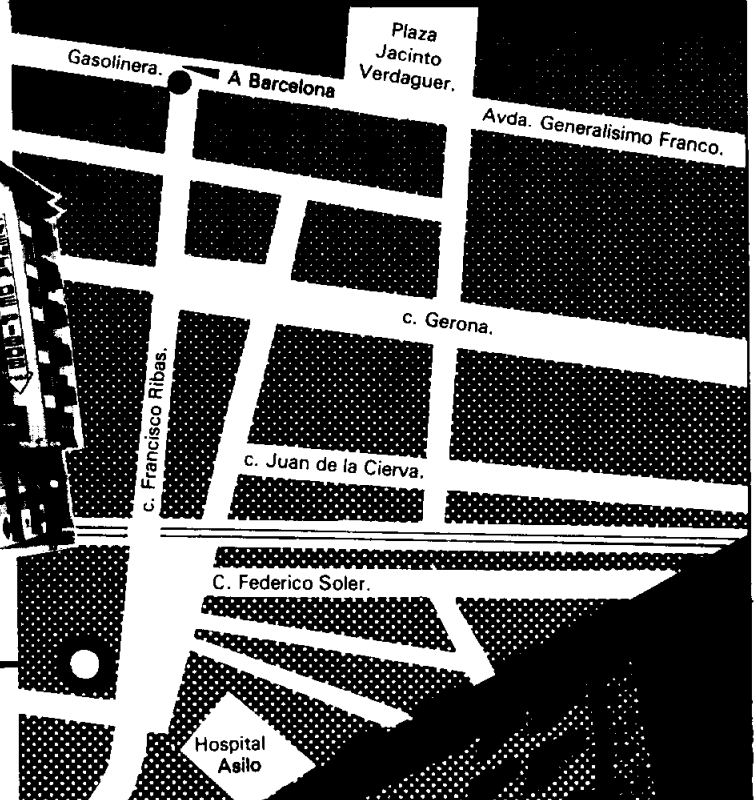 Plaza
Jacinto
Verdaguer.
Gasolinera.
A Barcelona
Avda. Generalisimo Franco.
c. Gerona.
c. Francisco Ribas.
c. Juan de la Cierva.
C. Federico Soler.
Hospital
Asilo